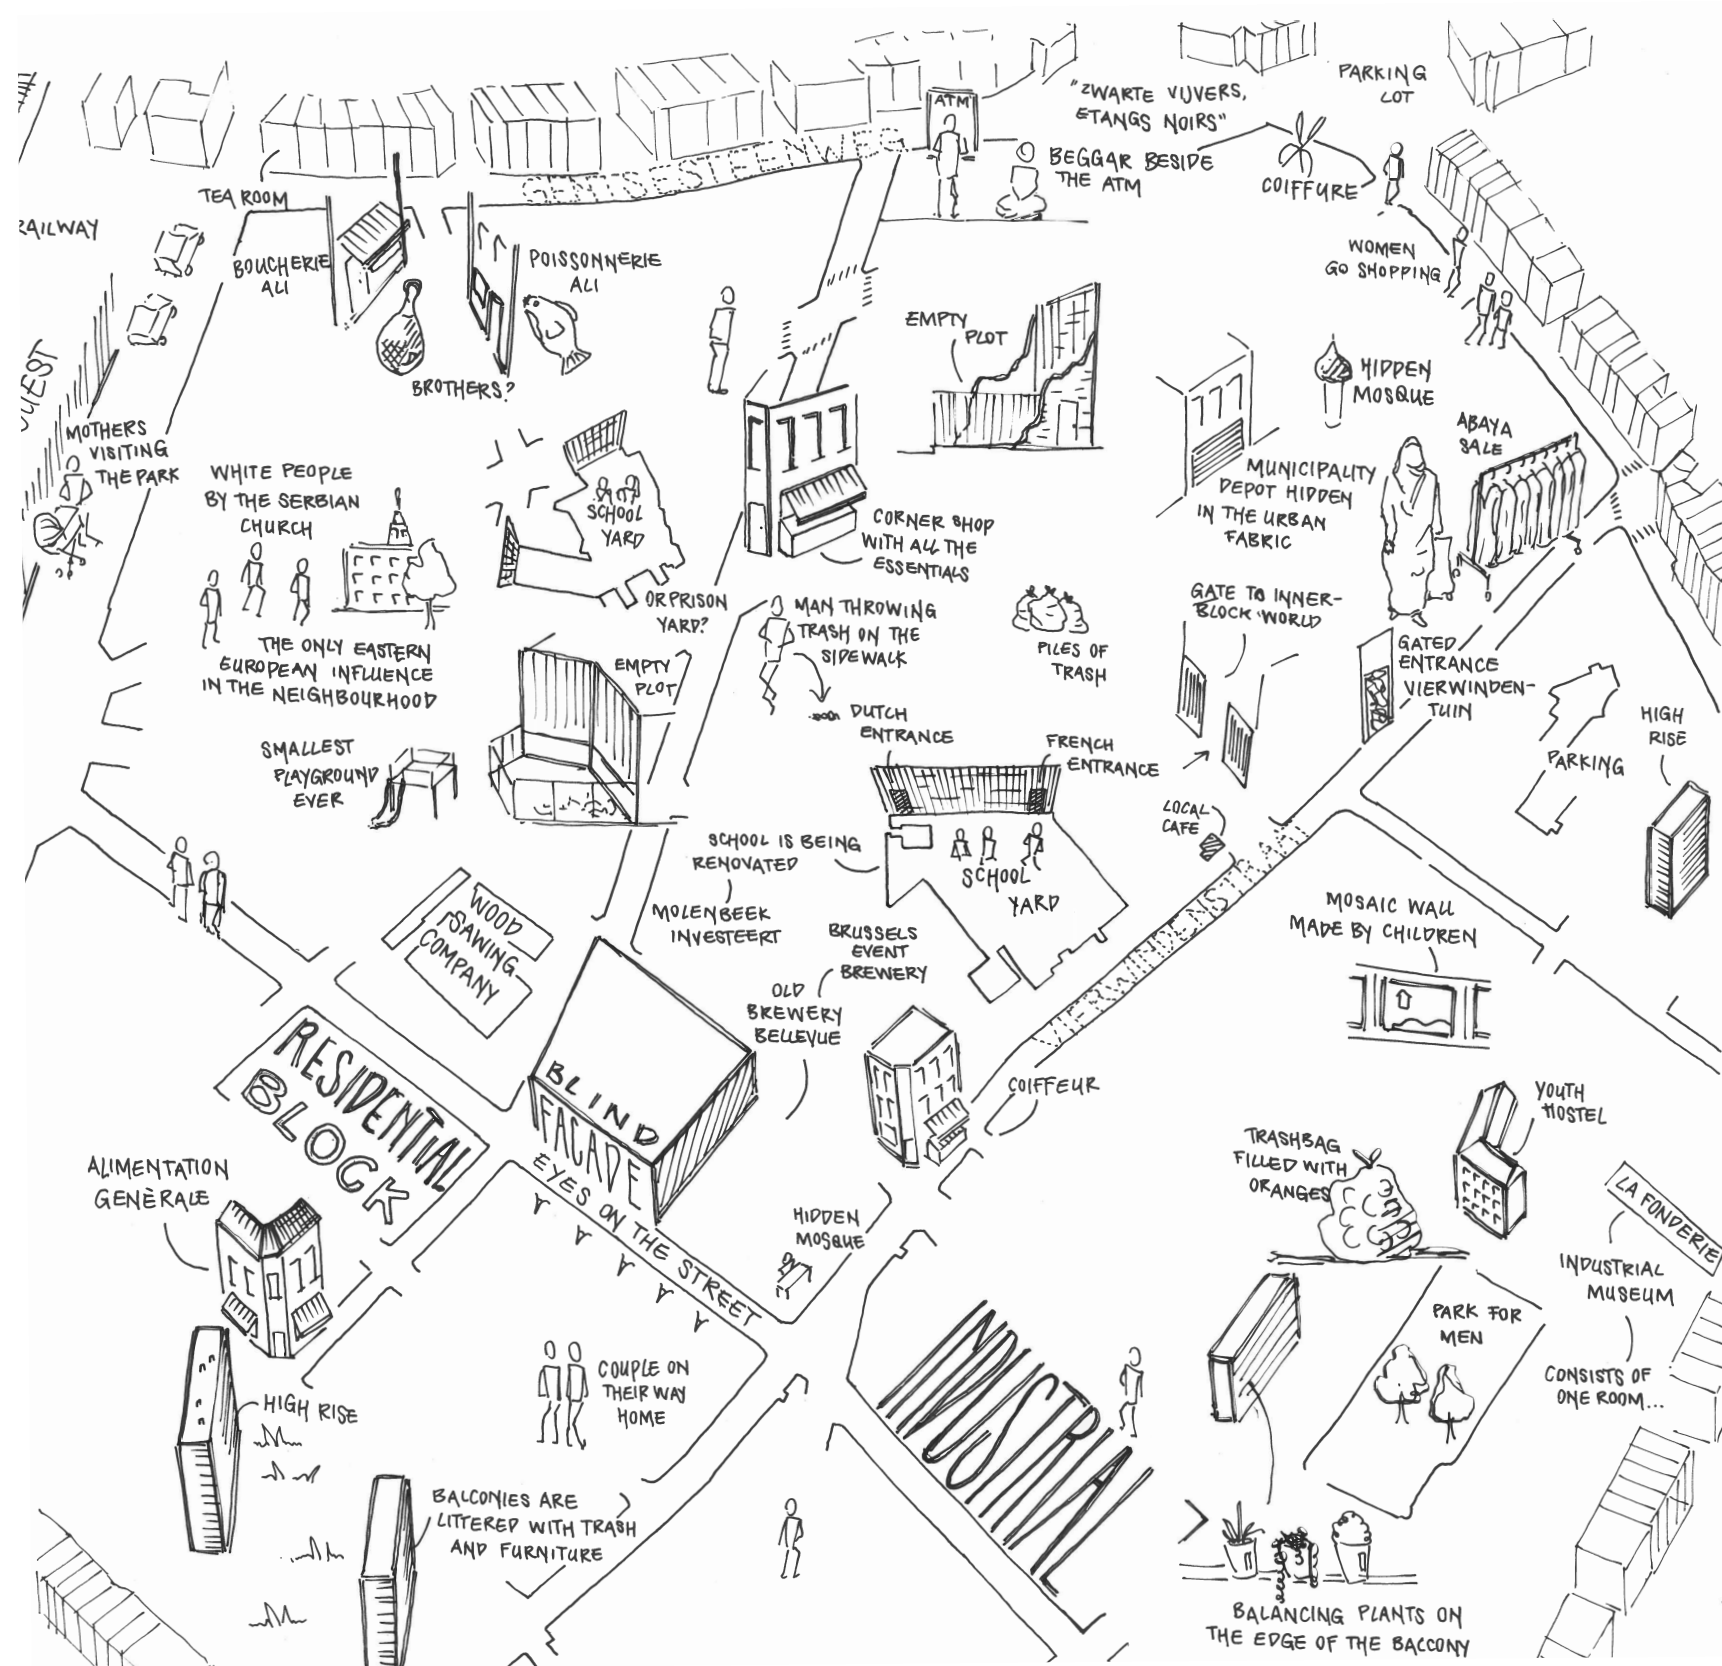 ATM
"ZWARTE VIJVERS,
ETANGS NOIRS"
PARKING
LOT
GENTSESTEENWEG
BEGGAR BESIDE
THE ATM
COIFFURE
TEA ROOM
RAILWAY
BOUCHERIE
ALI
POISSONNERIE
ALI
BROTHERS?
WOMEN
GO SHOPPING
EMPTY
PLOT
HIDDEN
MOSQUE
ABAYA
SALE
MOTHERS
VISITING
THE PARK
WHITE PEOPLE
BY THE SERBIAN
CHURCH
SCHOOL
YARD
OR PRISON
YARD?
CORNER SHOP
WITH ALL THE
ESSENTIALS
MUNICIPALITY
DEPOT HIDDEN
IN THE URBAN
FABRIC
GATE TO INNER-
BLOCK WORLD
THE ONLY EASTERN
EUROPEAN INFLUENCE
IN THE NEIGHBOURHOOD
EMPTY
PLOT
MAN THROWING
TRASH ON THE
SIDEWALK
PILES OF
TRASH
GATED
ENTRANCE
VIERWINDEN-
TUIN
SMALLEST
PLAYGROUND
EVER
DUTCH
ENTRANCE
FRENCH
ENTRANCE
PARKING
HIGH
RISE
LOCAL
CAFE
SCHOOL IS BEING
RENOVATED
SCHOOL
YARD
MOLENBEEK
INVESTEERT
VIERWINDENSTRAAT
MOSAIC WALL
MADE BY CHILDREN
WOOD
SAWING
COMPANY
BRUSSELS
EVENT
BREWERY
OLD
BREWERY
BELLEVUE
RESIDENTIAL
BLOCK
BLIND
FACADE
EYES ON THE STREET
COIFFEUR
YOUTH
HOSTEL
TRASHBAG
FILLED WITH
ORANGES
LA FONDERIE
INDUSTRIAL
MUSEUM
CONSISTS OF
ONE ROOM...
ALIMENTATION
GENÈRALE
HIDDEN
MOSQUE
PARK FOR
MEN
HIGH RISE
COUPLE ON
THEIR WAY
HOME
INDUSTRIAL
BALCONIES ARE
LITTERED WITH TRASH
AND FURNITURE
BALANCING PLANTS ON
THE EDGE OF THE BALCCONY